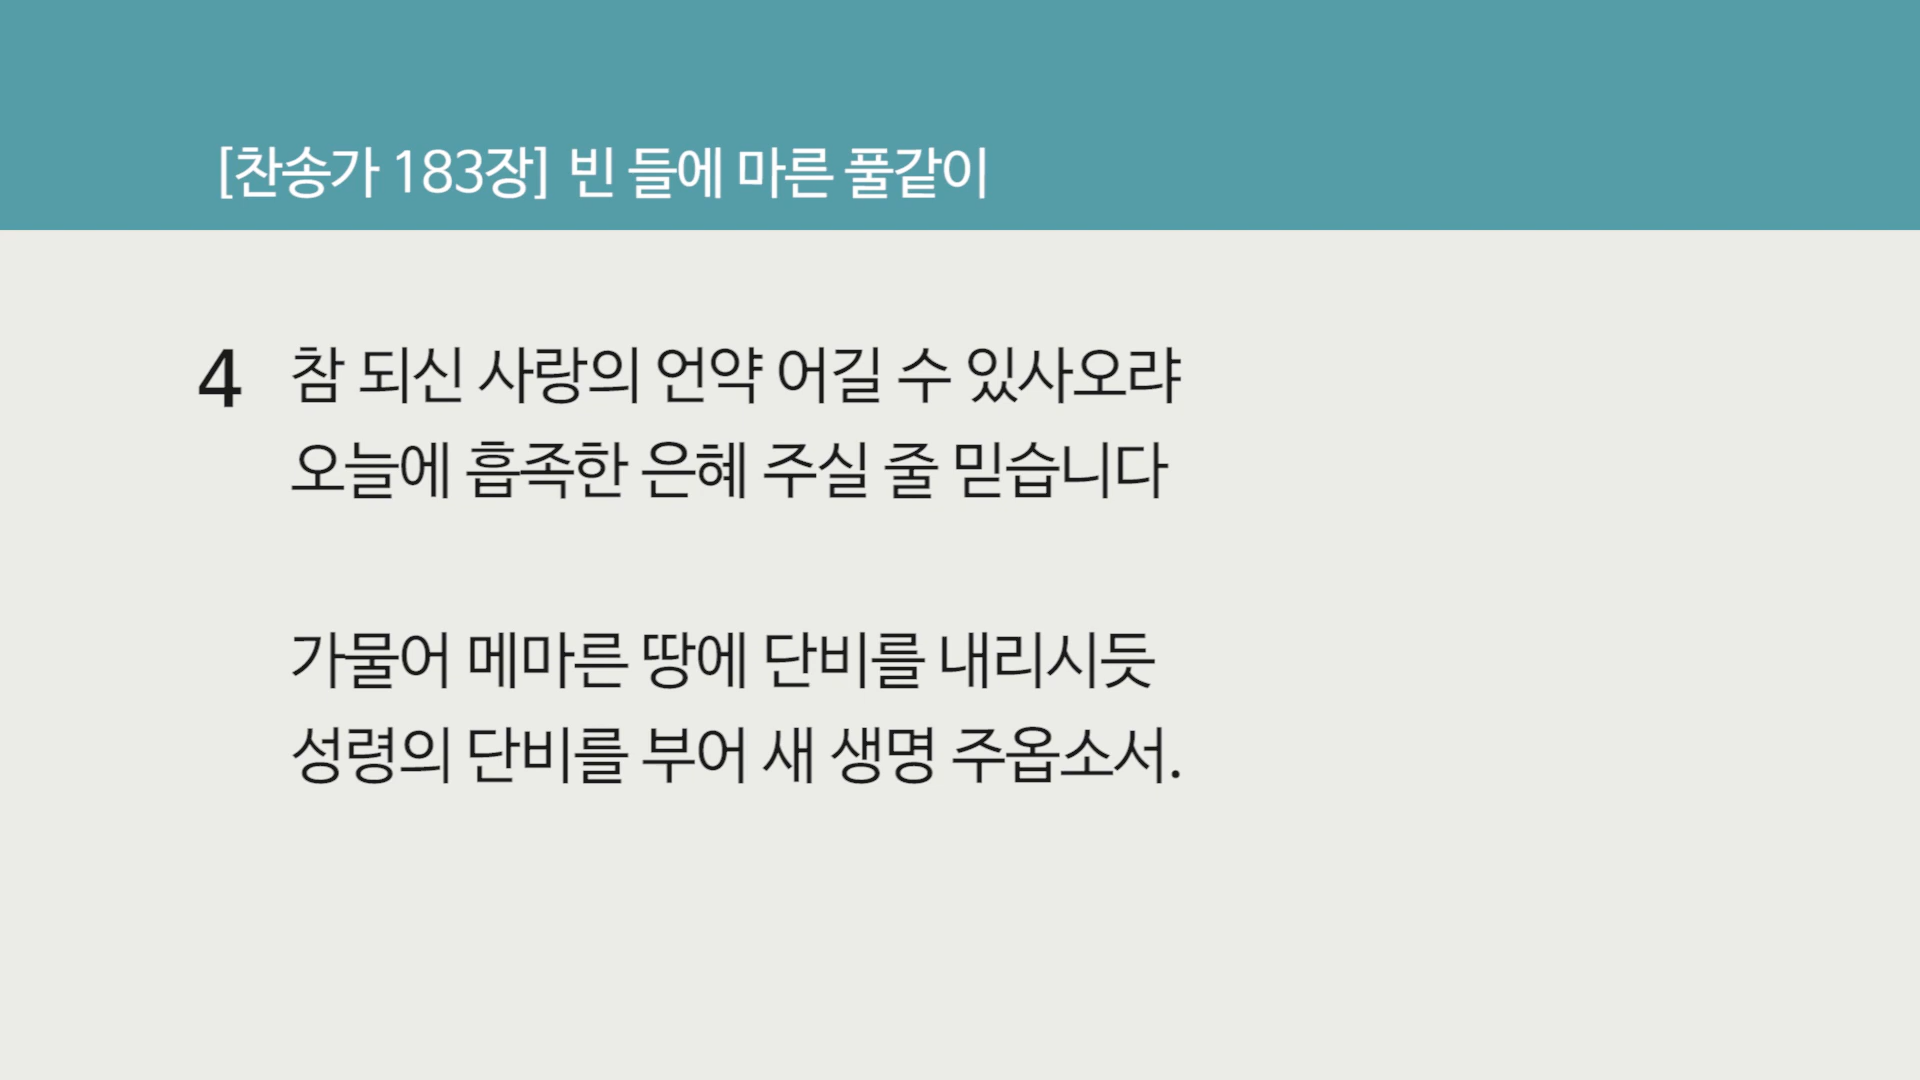 [찬송가 183장] 빈 들에 마른 풀같이
4 참 되신 사랑의 언약 어길 수 있사오랴
오늘에 흡족한 은혜 주실 줄 믿습니다
가물어 메마른 땅에 단비를 내리시듯
성령의 단비를 부어 새 생명 주옵소서.